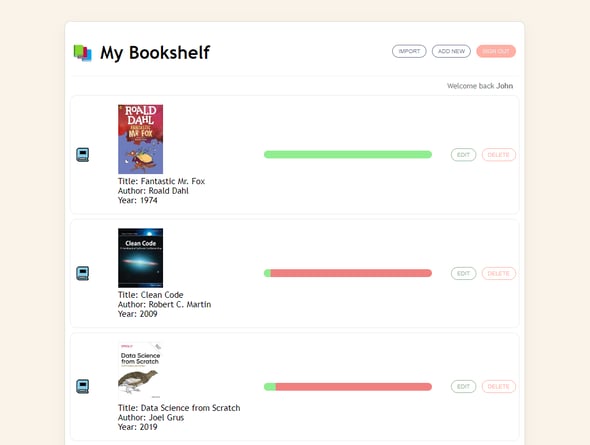 My Bookshelf
IMPORT
ADD NEW
SIGN OUT
Welcome back John
ROALD
DAHL
FANTASTIC
MR FOX
Title: Fantastic Mr. Fox
Author: Roald Dahl
Year: 1974
EDIT
DELETE
Clean Code
Title: Clean Code
Author: Robert C. Martin
Year: 2009
EDIT
DELETE
Data Science
from Scratch
Title: Data Science from Scratch
Author: Joel Grus
Year: 2019
EDIT
DELETE